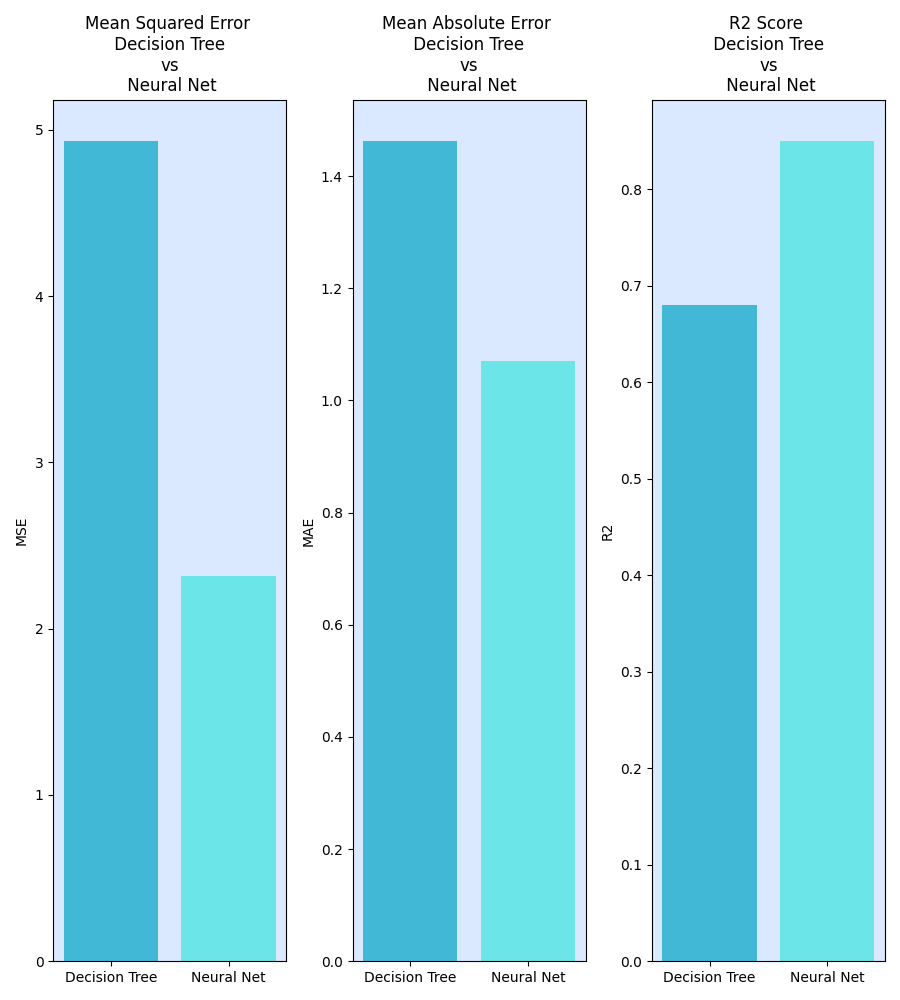 Mean Squared Error
Decision Tree
vs
Neural Net
5
4
3
2
1
0
MSE
Decision Tree
Neural Net
Mean Absolute Error
Decision Tree
vs
Neural Net
1.4
1.2
1.0
0.8
0.6
0.4
0.2
0.0
MAE
Decision Tree
Neural Net
R2 Score
Decision Tree
vs
Neural Net
0.8
0.7
0.6
0.5
0.4
0.3
0.2
0.1
0.0
R2
Decision Tree
Neural Net